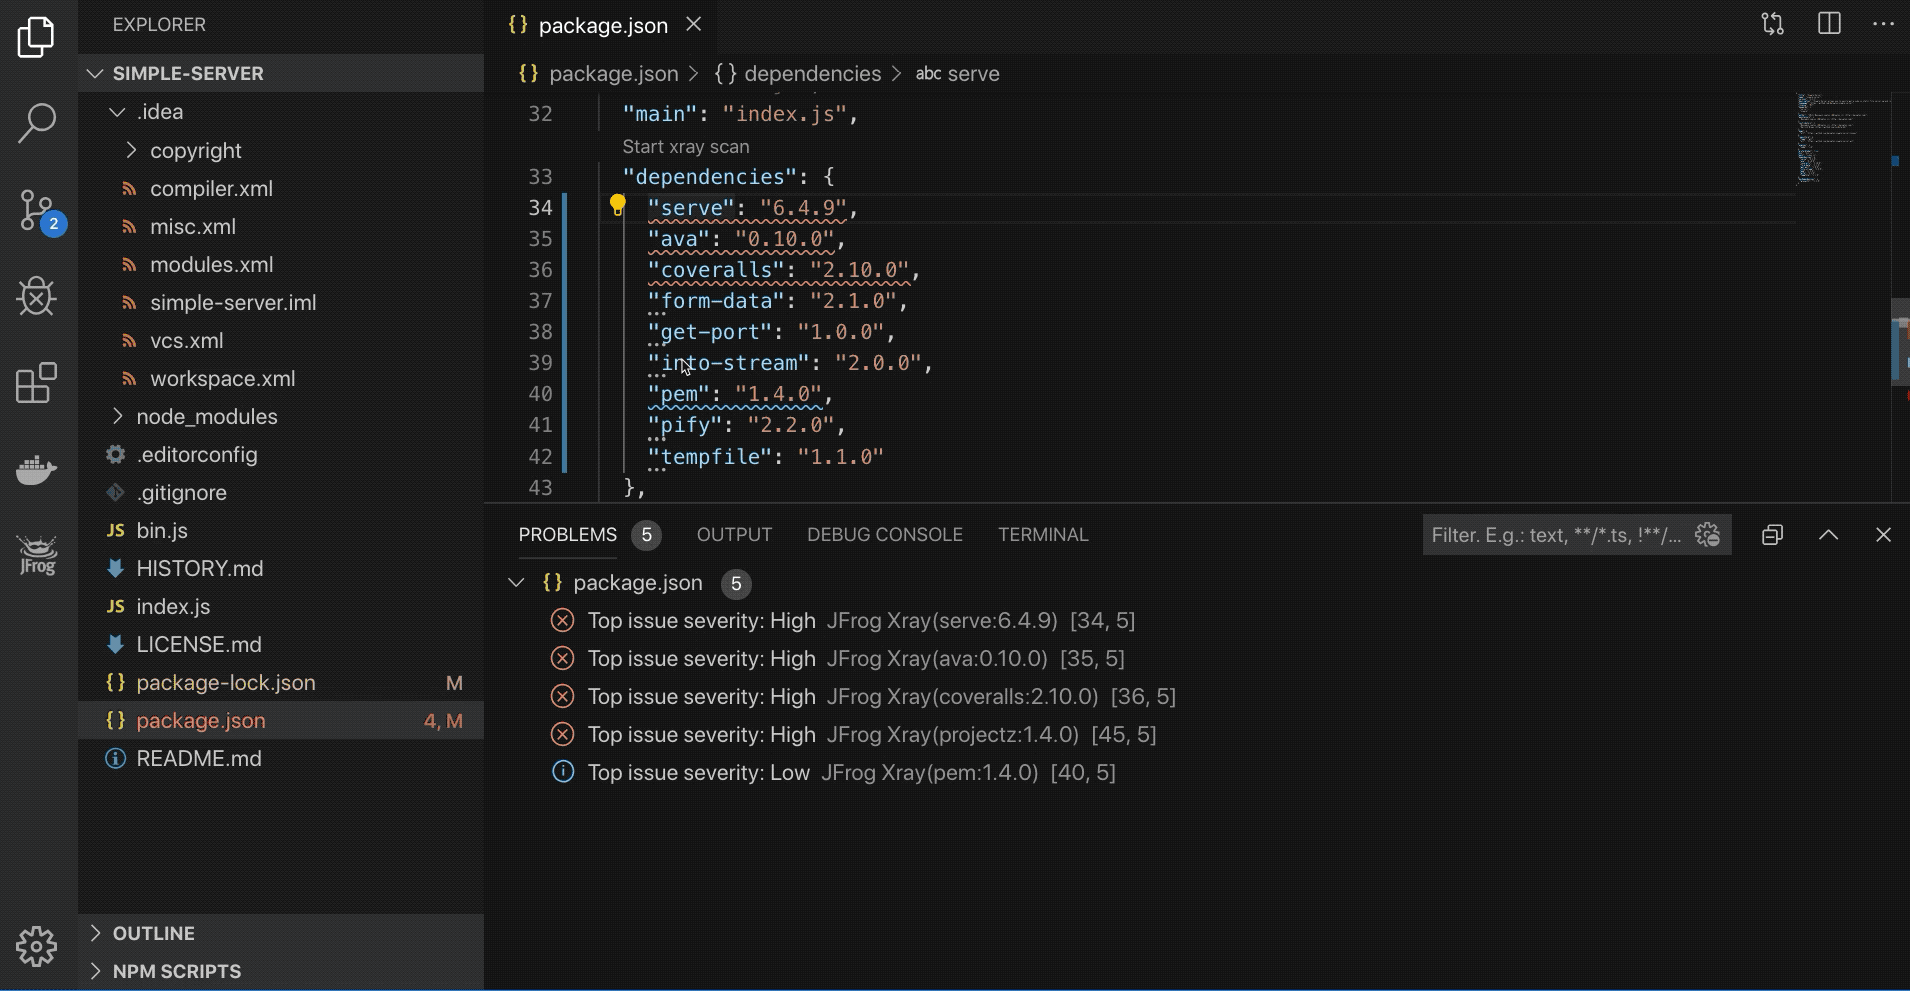 EXPLORER
SIMPLE-SERVER
.idea
copyright
compiler.xml
misc.xml
modules.xml
simple-server.iml
vcs.xml
workspace.xml
node_modules
.editorconfig
.gitignore
JS bin.js
HISTORY.md
JS index.js
LICENSE.md
{} package-lock.json M
{} package.json 4, M
README.md
OUTLINE
NPM SCRIPTS
2
JFrog
{} package.json
{} package.json > {} dependencies > abc serve
32 "main": "index.js",
Start xray scan
33 "dependencies": {
34 "serve": "6.4.9",
35 "ava": "0.10.0",
36 "coveralls": "2.10.0",
37 "form-data": "2.1.0",
38 "get-port": "1.0.0",
39 "into-stream": "2.0.0",
40 "pem": "1.4.0",
41 "pify": "2.2.0",
42 "tempfile": "1.1.0"
43 },
PROBLEMS 5 OUTPUT DEBUG CONSOLE TERMINAL Filter. E.g.: text, **/*.ts, !**/...
{} package.json 5
Top issue severity: High JFrog Xray(serve:6.4.9) [34, 5]
Top issue severity: High JFrog Xray(ava:0.10.0) [35, 5]
Top issue severity: High JFrog Xray(coveralls:2.10.0) [36, 5]
Top issue severity: High JFrog Xray(projectz:1.4.0) [45, 5]
Top issue severity: Low JFrog Xray(pem:1.4.0) [40, 5]